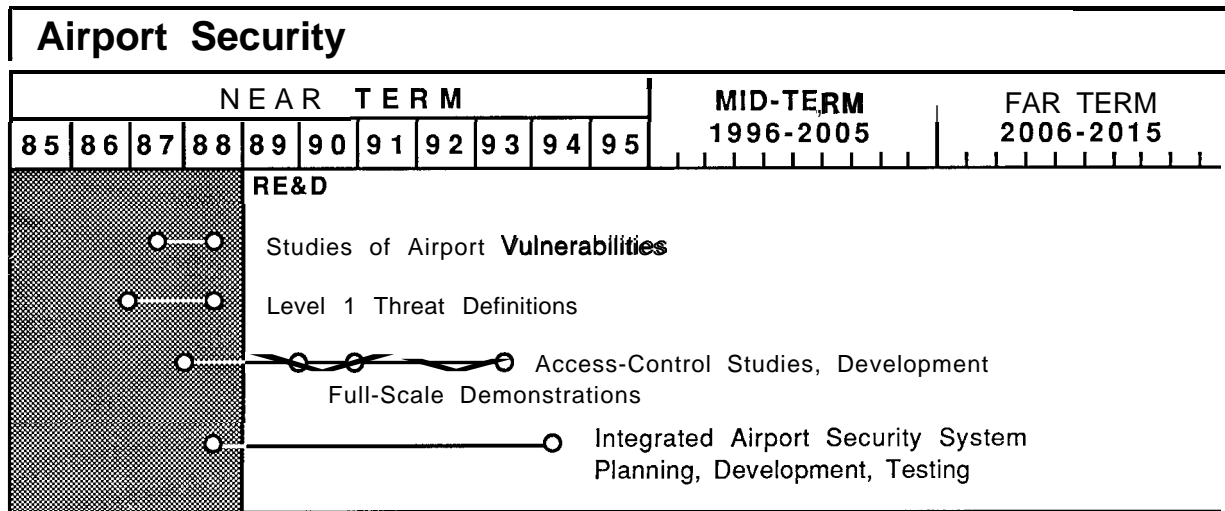 Airport Security
NEAR TERM
MID-TERM
FAR TERM
85 86 87 88 89 90 91 92 93 94 95
1996-2005
2006-2015
RE&D
Studies of Airport Vulnerabilities
Level 1 Threat Definitions
Access-Control Studies, Development
Full-Scale Demonstrations
Integrated Airport Security System
Planning, Development, Testing